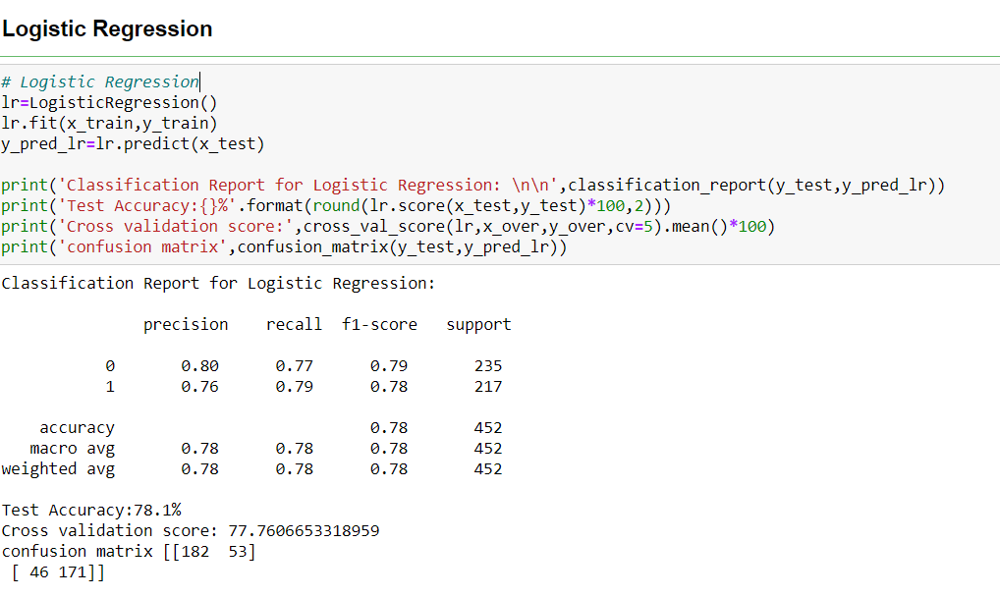 Logistic Regression
# Logistic Regression
lr=LogisticRegression()
lr.fit(x_train,y_train)
y_pred_lr=lr.predict(x_test)
print('Classification Report for Logistic Regression: \n\n',classification_report(y_test,y_pred_lr))
print('Test Accuracy:{}%'.format(round(lr.score(x_test,y_test)*100,2)))
print('Cross validation score:',cross_val_score(lr,x_over,y_over,cv=5).mean()*100)
print('confusion matrix',confusion_matrix(y_test,y_pred_lr))
Classification Report for Logistic Regression:
precision recall f1-score support
0 0.80 0.77 0.79 235
1 0.76 0.79 0.78 217
accuracy 0.78 452
macro avg 0.78 0.78 0.78 452
weighted avg 0.78 0.78 0.78 452
Test Accuracy:78.1%
Cross validation score: 77.7606653318959
confusion matrix [[182 53]
[ 46 171]]